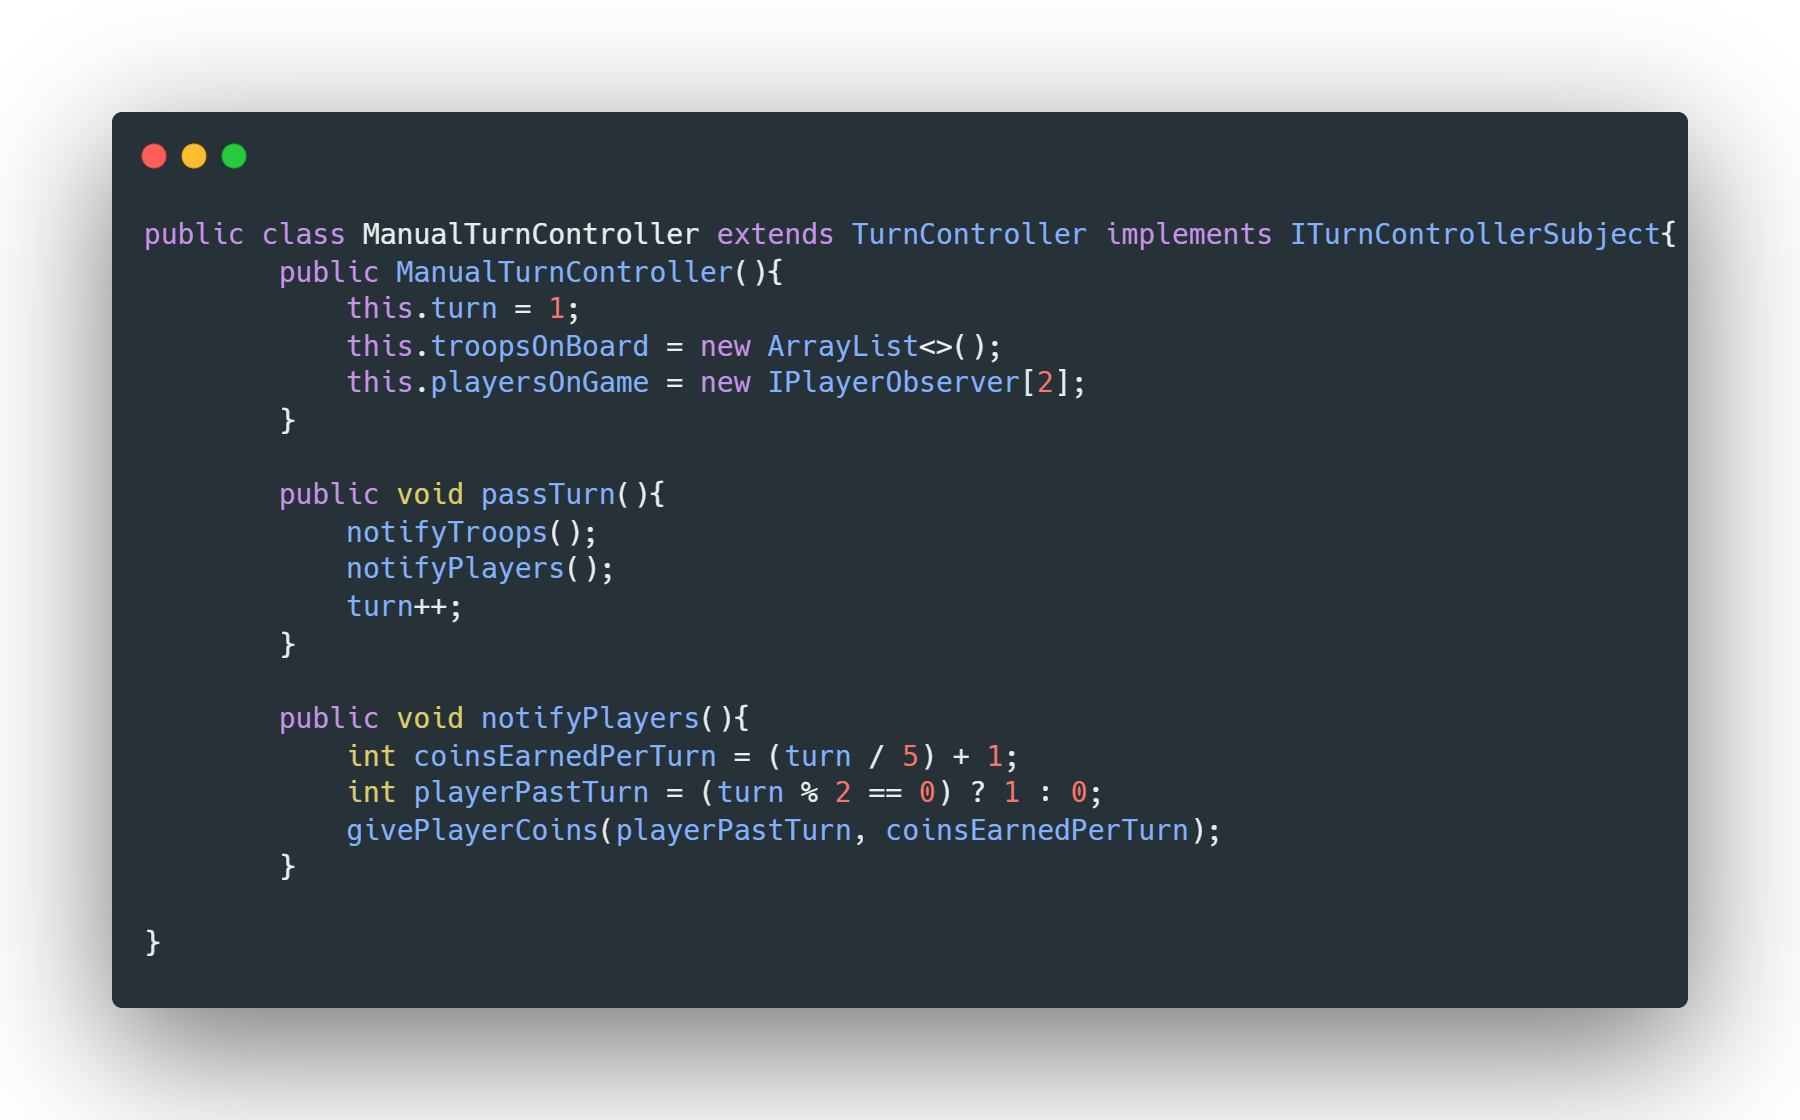 public class ManualTurnController extends TurnController implements ITurnControllerSubject{
        public ManualTurnController(){
            this.turn = 1;
            this.troopsOnBoard = new ArrayList<>();
            this.playersOnGame = new IPlayerObserver[2];
        }

        public void passTurn(){
            notifyTroops();
            notifyPlayers();
            turn++;
        }

        public void notifyPlayers(){
            int coinsEarnedPerTurn = (turn / 5) + 1;
            int playerPastTurn = (turn % 2 == 0) ? 1 : 0;
            givePlayerCoins(playerPastTurn, coinsEarnedPerTurn);
        }

}